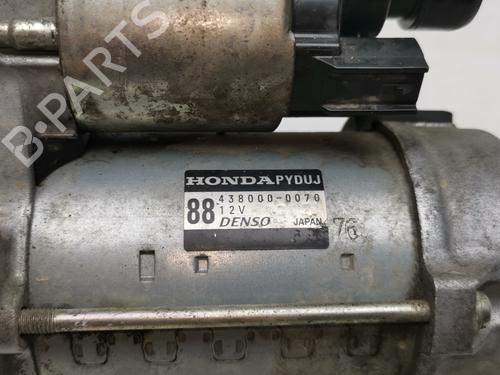 B-PARTS
HONDA PYDUJ
88 438000-0070
12V
DENSO JAPAN 76